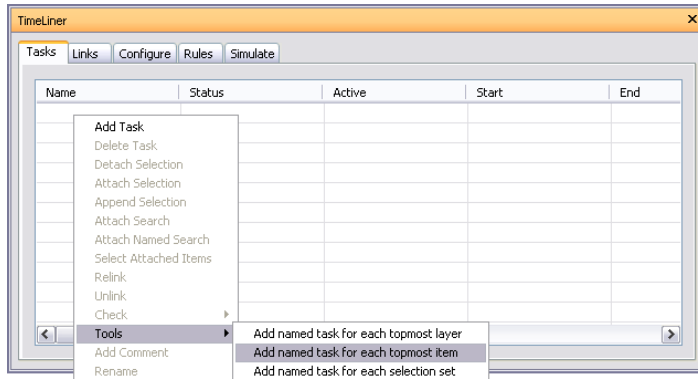 TimeLiner
Tasks Links Configure Rules Simulate
Name Status Active Start End
Add Task
Delete Task
Detach Selection
Attach Selection
Append Selection
Attach Search
Attach Named Search
Select Attached Items
Relink
Unlink
Check
Tools
Add named task for each topmost layer
Add Comment
Add named task for each topmost item
Rename
Add named task for each selection set